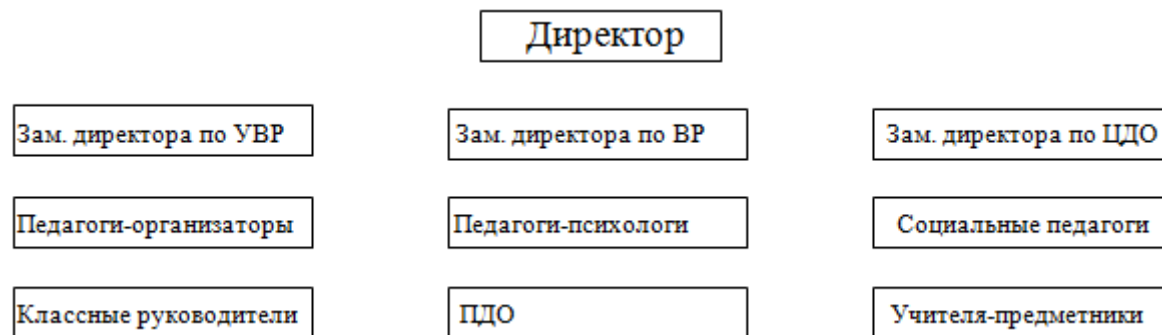 Директор
Зам. директора по УВР
Зам. директора по ВР
Зам. директора по ЦДО
Педагоги-организаторы
Педагоги-психологи
Социальные педагоги
Классные руководители
ПДО
Учителя-предметники